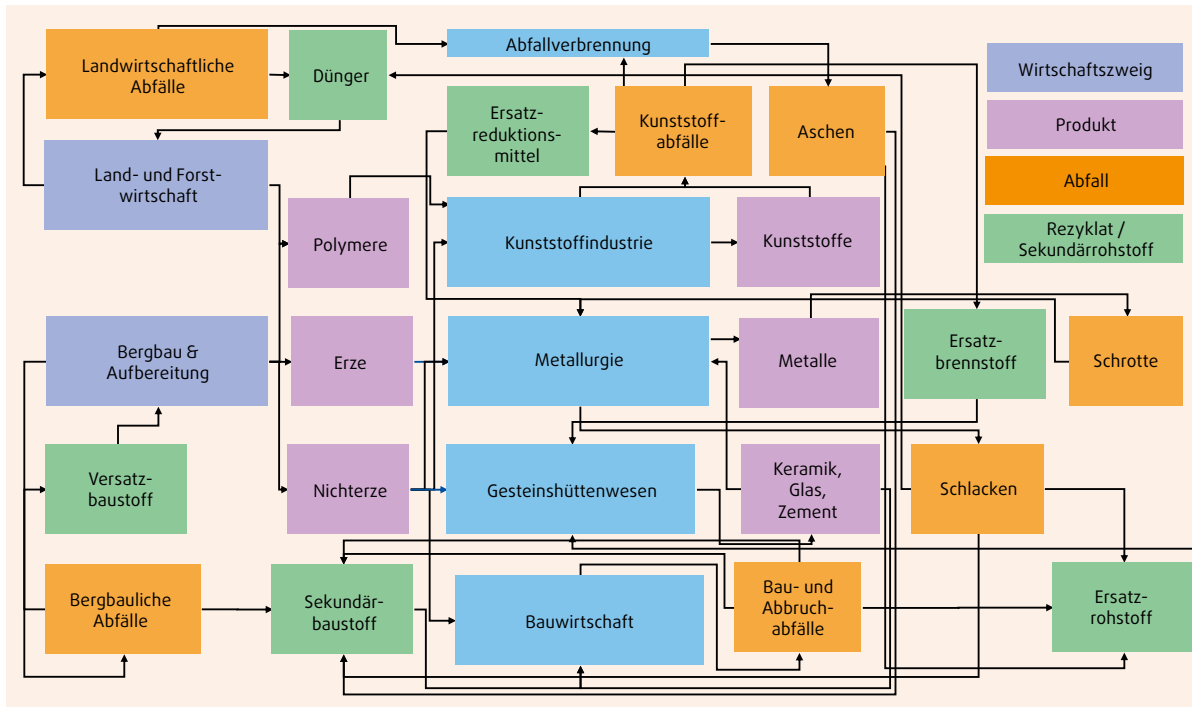 Landwirtschaftliche
Abfälle
Dünger
Abfallverbrennung
Wirtschaftszweig
Ersatz-
reduktions-
mittel
Kunststoff-
abfälle
Aschen
Produkt
Land- und Forst-
wirtschaft
Abfall
Polymere
Kunststoffindustrie
Kunststoffe
Rezyklat /
Sekundärrohstoff
Bergbau &
Aufbereitung
Erze
Metallurgie
Metalle
Ersatz-
brennstoff
Schrotte
Versatz-
baustoff
Nichterze
Gesteinshüttenwesen
Keramik,
Glas,
Zement
Schlacken
Bergbauliche
Abfälle
Sekundär-
baustoff
Bauwirtschaft
Bau- und
Abbruch-
abfälle
Ersatz-
rohstoff